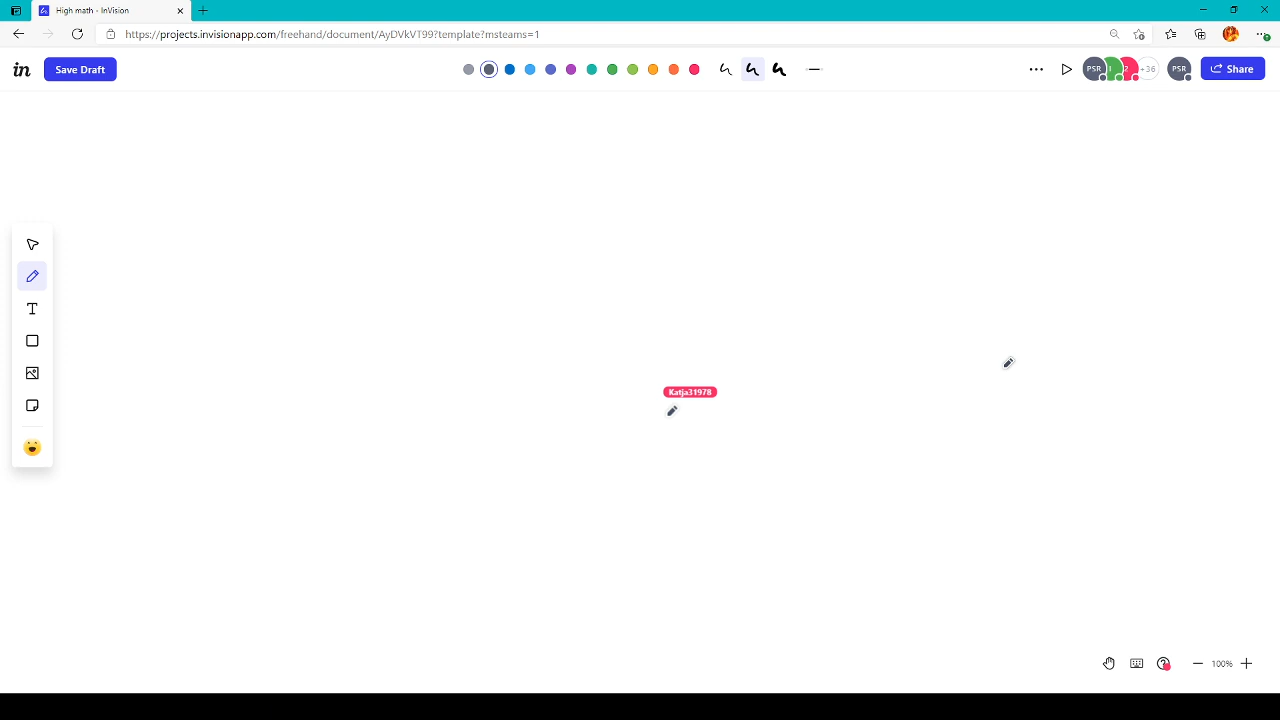 High math - InVision
https://projects.invisionapp.com/freehand/document/AyDVkVT99?template?msteams=1
in Save Draft PSR 1 2 +36 PSR Share
T
Katja31978
100%